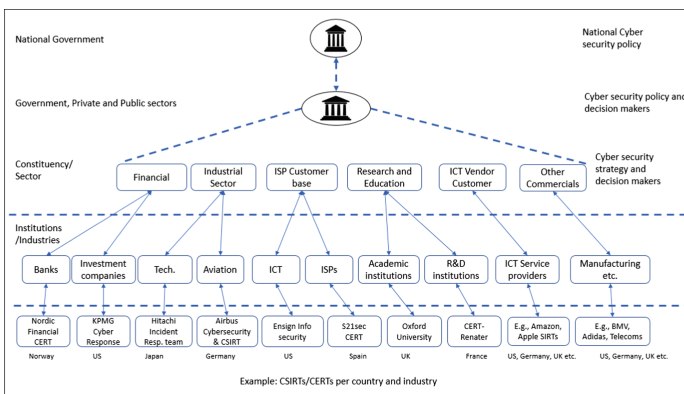 National Government
National Cyber
security policy
Government, Private and Public sectors
Cyber security policy and
decision makers
Constituency/
Sector
Financial
Industrial
Sector
ISP Customer
base
Research and
Education
ICT Vendor
Customer
Other
Commercials
Cyber security
strategy and
decision makers
Institutions
/Industries
Banks
Investment
companies
Tech.
Aviation
ICT
ISPs
Academic
institutions
R&D
institutions
ICT Service
providers
Manufacturing
etc.
Nordic
Financial
CERT
KPMG
Cyber
Response
Hitachi
Incident
Resp. team
Airbus
Cybersecurity
& CSIRT
Ensign Info
security
S21sec
CERT
Oxford
University
CERT-
Renater
E.g., Amazon,
Apple SIRTs
E.g., BMV,
Adidas, Telecoms
Norway
US
Japan
Germany
US
Spain
UK
France
US, Germany, UK etc.
US, Germany, UK etc.
Example: CSIRTs/CERTs per country and industry